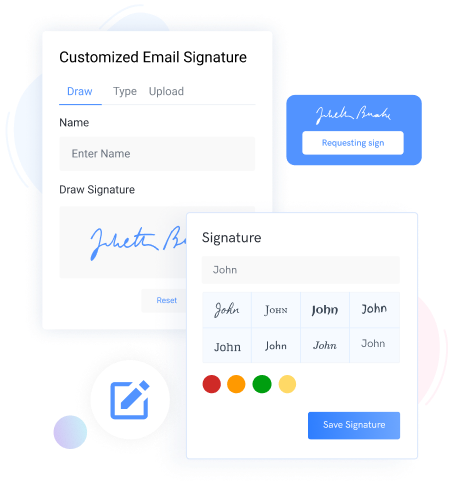 Customized Email Signature
Draw Type Upload
Name
Enter Name
Draw Signature
Reset
Requesting sign
Signature
John
John John John John
John John John John
Save Signature